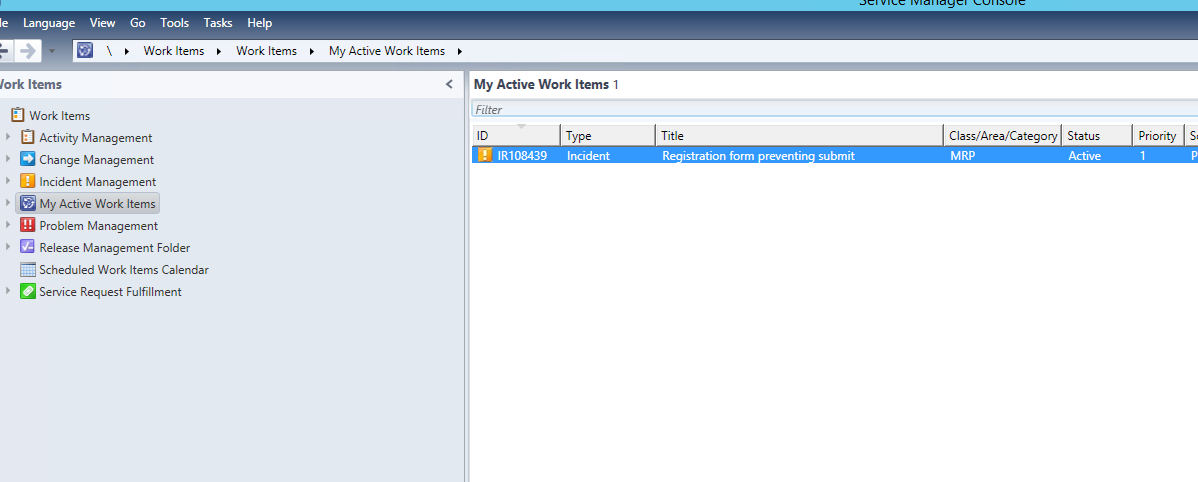 Service Manager Console
Language View Go Tools Tasks Help
\ Work Items My Active Work Items
Work Items
My Active Work Items 1
Filter
Work Items
Activity Management
Change Management
Incident Management
My Active Work Items
Problem Management
Release Management Folder
Scheduled Work Items Calendar
Service Request Fulfillment
ID Type Title Class/Area/Category Status Priority
IR108439 Incident Registration form preventing submit MRP Active 1